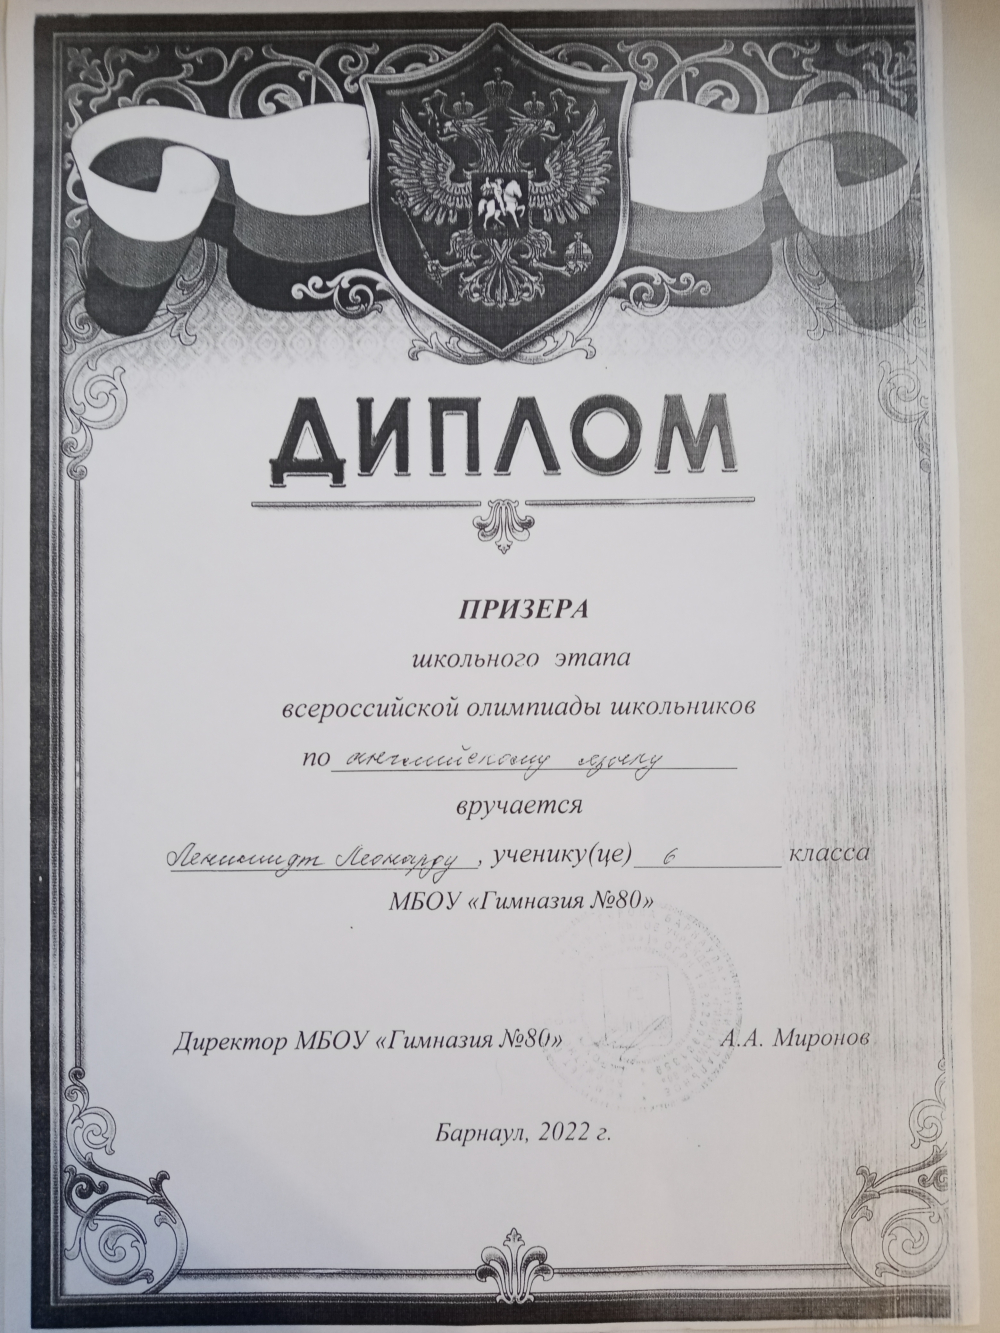 ДИПЛОМ
ПРИЗЕРА
школьного этапа
всероссийской олимпиады школьников
по английскому языку
вручается
Леонарду, ученику(це) 6 класса
МБОУ «Гимназия №80»
Директор МБОУ «Гимназия №80» А.А. Миронов
Барнаул, 2022 г.